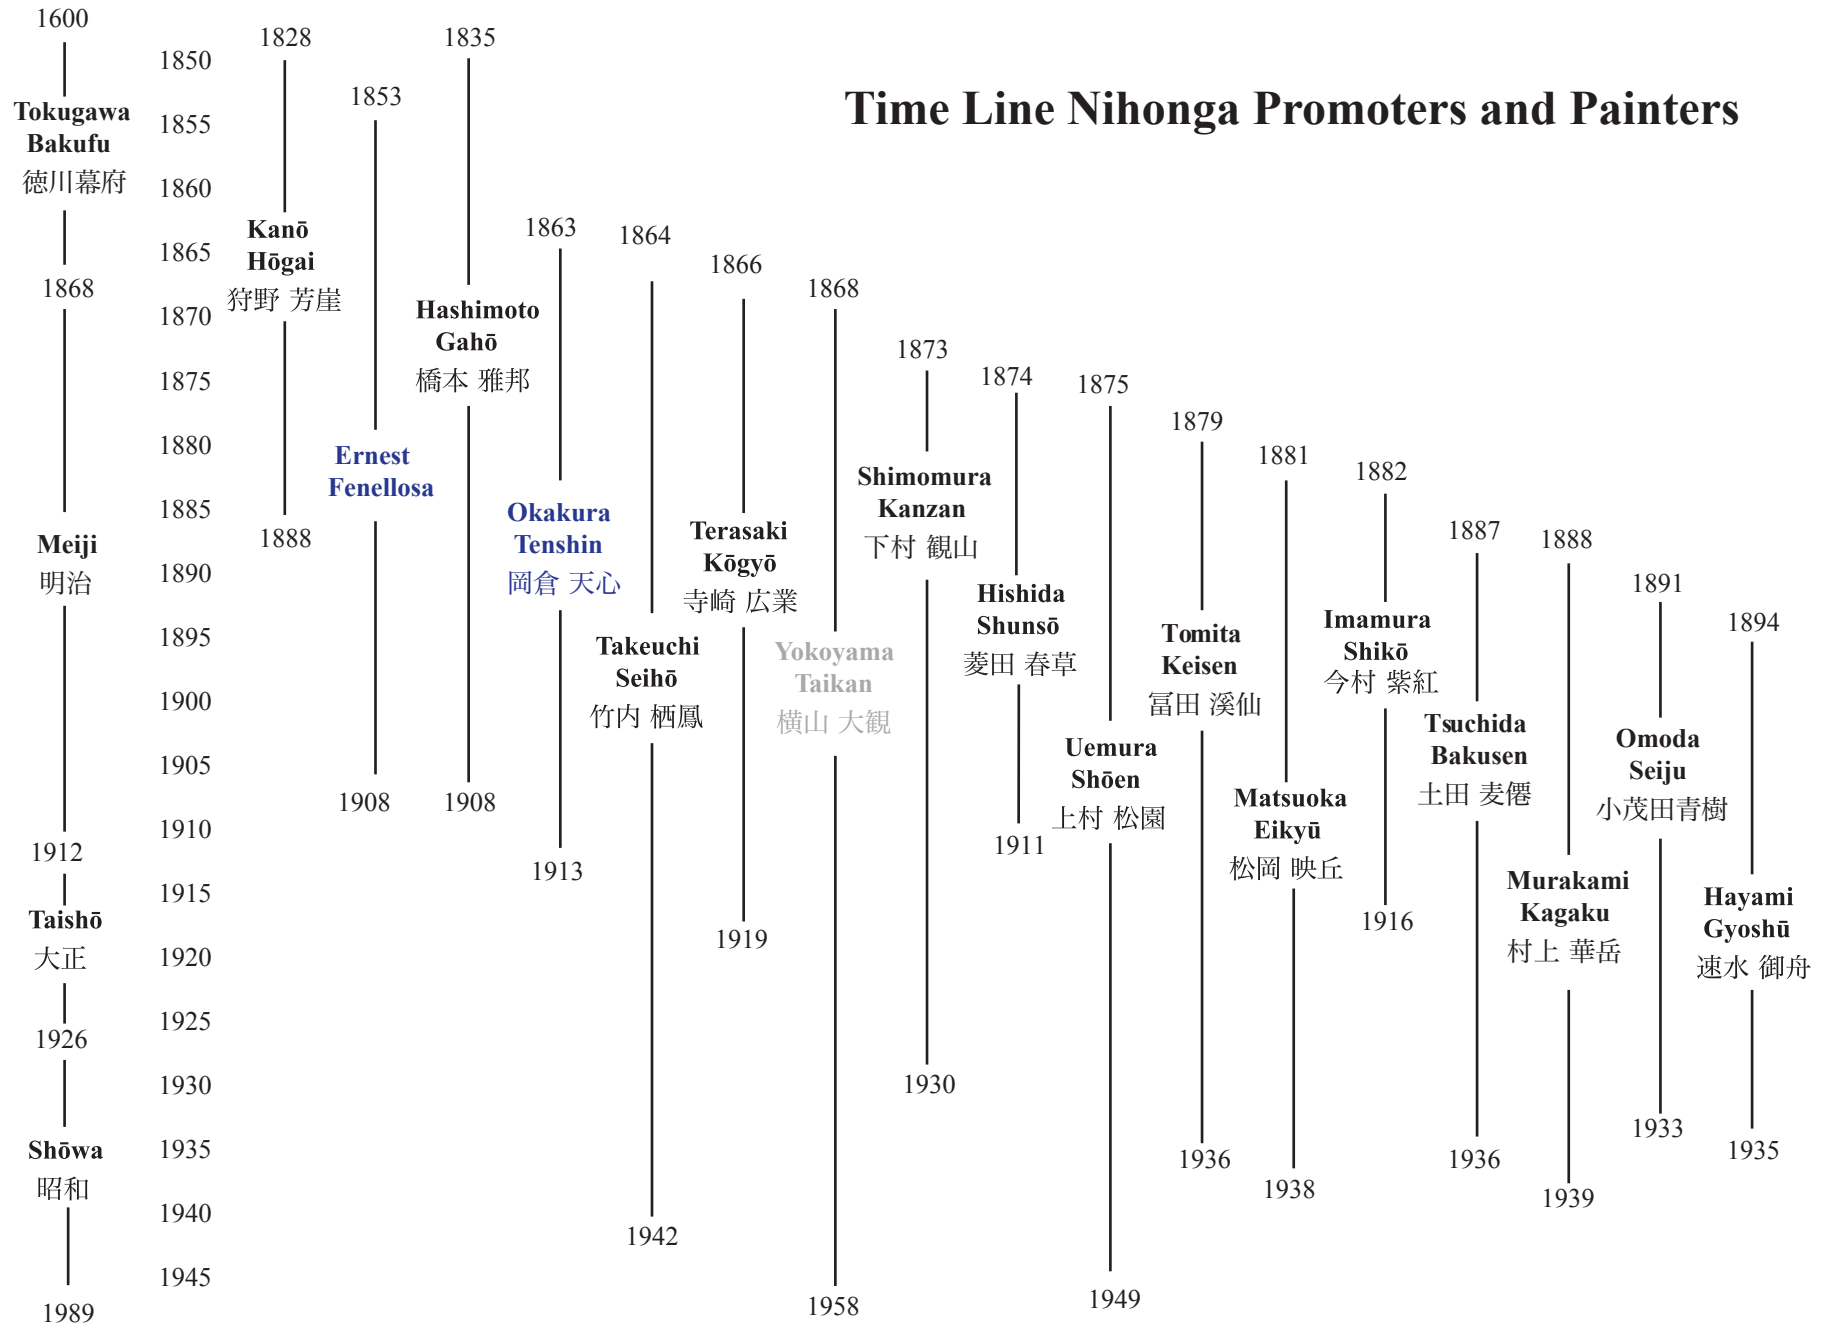 Time Line Nihonga Promoters and Painters
1600
Tokugawa
Bakufu
徳川幕府
1868
Meiji
明治
1912
Taishō
大正
1926
Shōwa
昭和
1989
1850
1855
1860
1865
1870
1875
1880
1885
1890
1895
1900
1905
1910
1915
1920
1925
1930
1935
1940
1945
1828
Kanō
Hōgai
狩野 芳崖
1888
1853
Ernest
Fenellosa
1908
1835
Hashimoto
Gahō
橋本 雅邦
1908
1863
Okakura
Tenshin
岡倉 天心
1913
1864
Takeuchi
Seihō
竹内 栖鳳
1942
1866
Terasaki
Kōgyō
寺崎 広業
1919
1868
Yokoyama
Taikan
横山 大観
1958
1873
Shimomura
Kanzan
下村 観山
1930
1874
Hishida
Shunsō
菱田 春草
1911
1875
Uemura
Shōen
上村 松園
1949
1879
Tomita
Keisen
冨田 溪仙
1936
1881
Matsuoka
Eikyū
松岡 映丘
1938
1882
Imamura
Shikō
今村 紫紅
1916
1887
Tsuchida
Bakusen
土田 麦僊
1936
1888
Murakami
Kagaku
村上 華岳
1939
1891
Omoda
Seiju
小茂田青樹
1933
1894
Hayami
Gyoshū
速水 御舟
1935